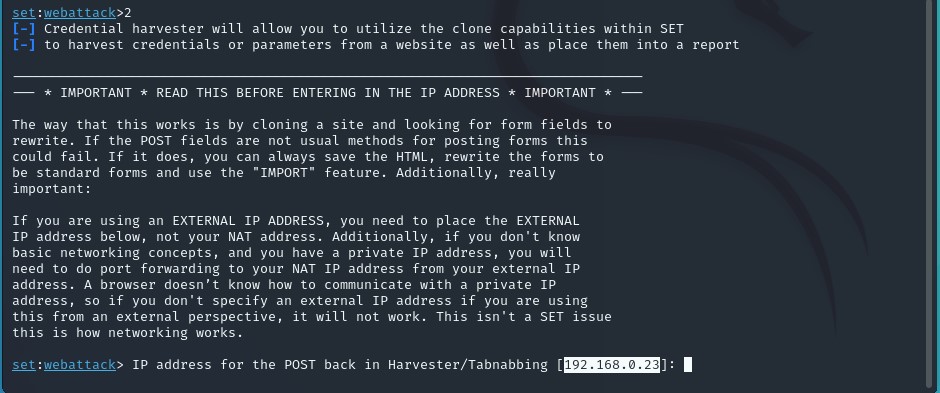 set:webattack>2
[-] Credential harvester will allow you to utilize the clone capabilities within SET
[-] to harvest credentials or parameters from a website as well as place them into a report
--- * IMPORTANT * READ THIS BEFORE ENTERING IN THE IP ADDRESS * IMPORTANT * ---
The way that this works is by cloning a site and looking for form fields to
rewrite. If the POST fields are not usual methods for posting forms this
could fail. If it does, you can always save the HTML, rewrite the forms to
be standard forms and use the "IMPORT" feature. Additionally, really
important:
If you are using an EXTERNAL IP ADDRESS, you need to place the EXTERNAL
IP address below, not your NAT address. Additionally, if you don't know
basic networking concepts, and you have a private IP address, you will
need to do port forwarding to your NAT IP address from your external IP
address. A browser doesn’t know how to communicate with a private IP
address, so if you don't specify an external IP address if you are using
this from an external perspective, it will not work. This isn't a SET issue
this is how networking works.
set:webattack> IP address for the POST back in Harvester/Tabnabbing [192.168.0.23]: